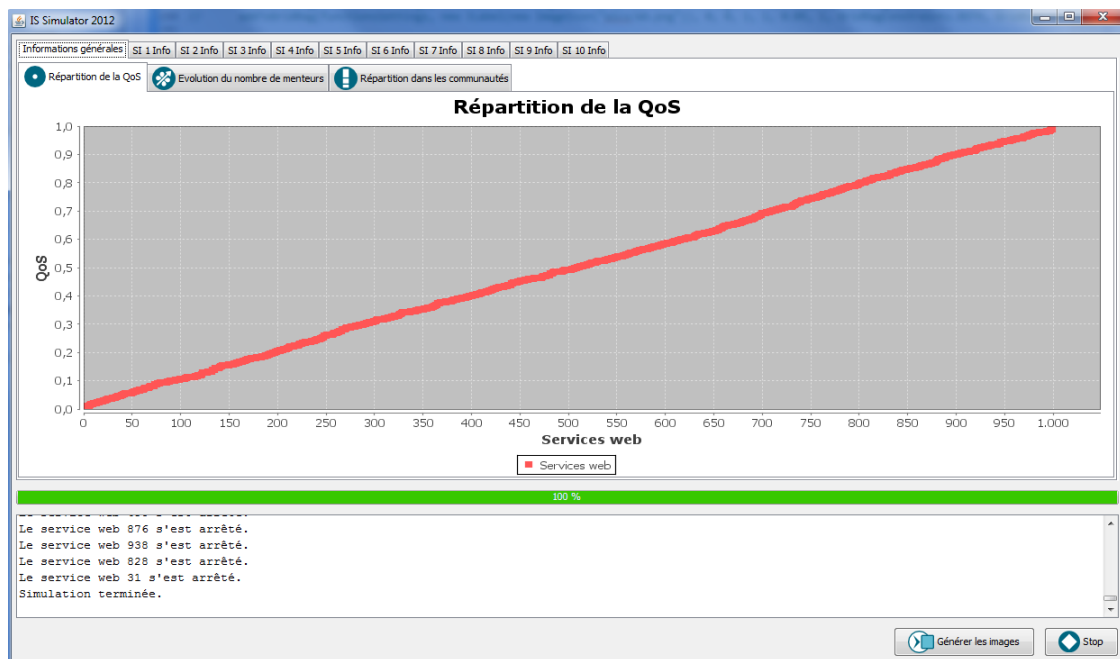 IS Simulator 2012
Informations générales SI 1 Info SI 2 Info SI 3 Info SI 4 Info SI 5 Info SI 6 Info SI 7 Info SI 8 Info SI 9 Info SI 10 Info
Répartition de la QoS Evolution du nombre de menteurs Répartition dans les communautés
Répartition de la QoS
1,0
0,9
0,8
0,7
0,6
0,5
0,4
0,3
0,2
0,1
0,0
QoS
0 50 100 150 200 250 300 350 400 450 500 550 600 650 700 750 800 850 900 950 1.000
Services web
Services web
100 %
Le service web 876 s'est arrêté.
Le service web 938 s'est arrêté.
Le service web 828 s'est arrêté.
Le service web 31 s'est arrêté.
Simulation terminée.
Générer les images Stop